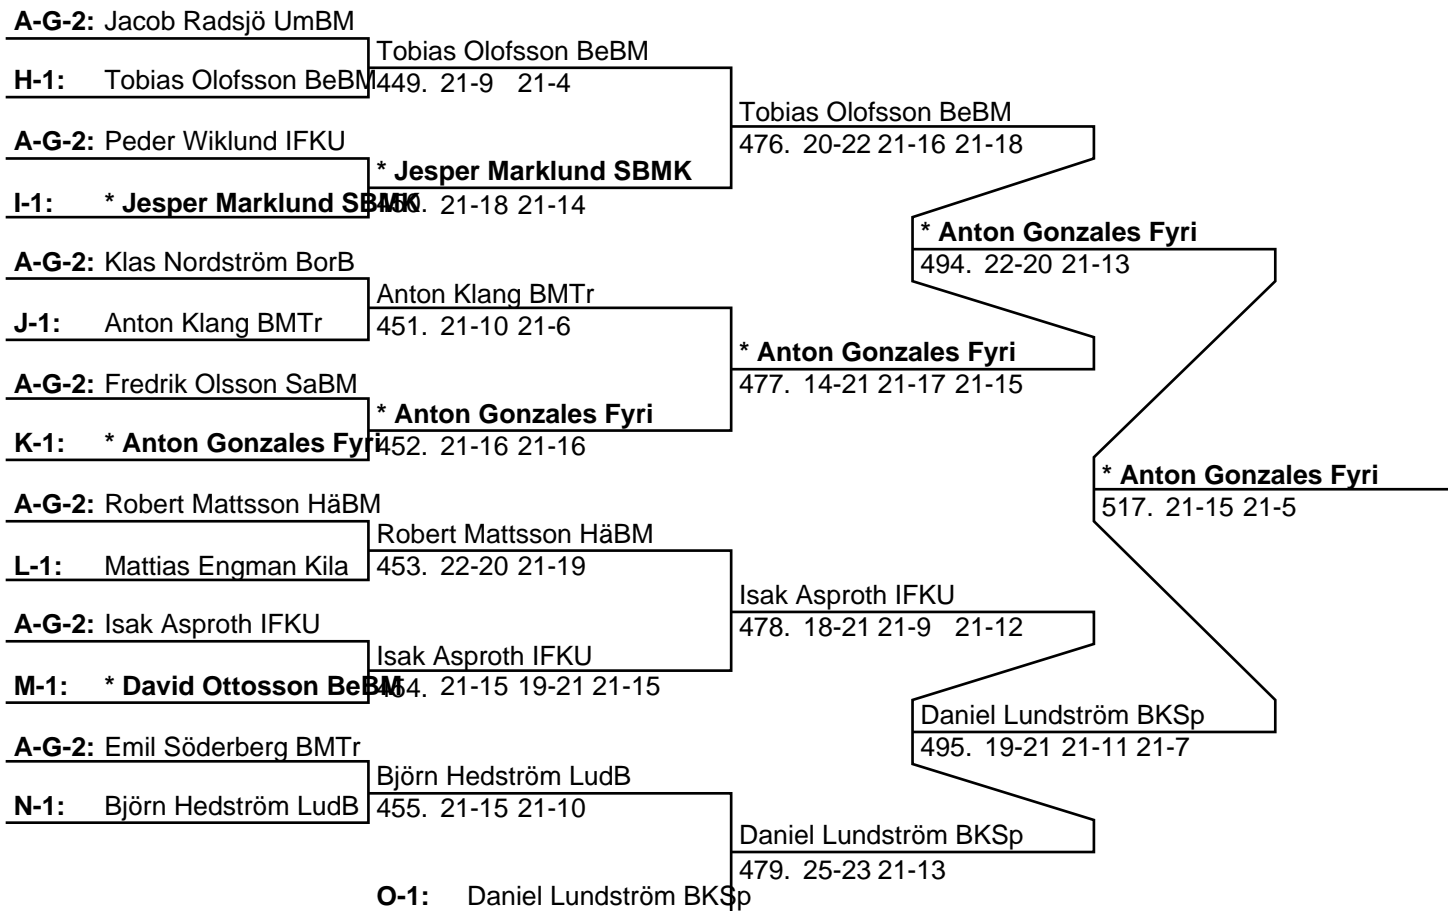 A-G-2: Jacob Radsjö UmBM
Tobias Olofsson BeBM
H-1: Tobias Olofsson BeBM 449. 21-9 21-4
Tobias Olofsson BeBM
A-G-2: Peder Wiklund IFKU
476. 20-22 21-16 21-18
* Jesper Marklund SBMK
I-1: * Jesper Marklund SBMK 450. 21-18 21-14
* Anton Gonzales Fyri
A-G-2: Klas Nordström BorB
494. 22-20 21-13
Anton Klang BMTr
J-1: Anton Klang BMTr 451. 21-10 21-6
* Anton Gonzales Fyri
A-G-2: Fredrik Olsson SaBM
477. 14-21 21-17 21-15
* Anton Gonzales Fyri
K-1: * Anton Gonzales Fyri 452. 21-16 21-16
* Anton Gonzales Fyri
A-G-2: Robert Mattsson HäBM
517. 21-15 21-5
Robert Mattsson HäBM
L-1: Mattias Engman Kila 453. 22-20 21-19
Isak Asproth IFKU
A-G-2: Isak Asproth IFKU
478. 18-21 21-9 21-12
Isak Asproth IFKU
M-1: * David Ottosson BeBM 454. 21-15 19-21 21-15
Daniel Lundström BKSp
A-G-2: Emil Söderberg BMTr
495. 19-21 21-11 21-7
Björn Hedström LudB
N-1: Björn Hedström LudB 455. 21-15 21-10
Daniel Lundström BKSp
479. 25-23 21-13
O-1: Daniel Lundström BKSp